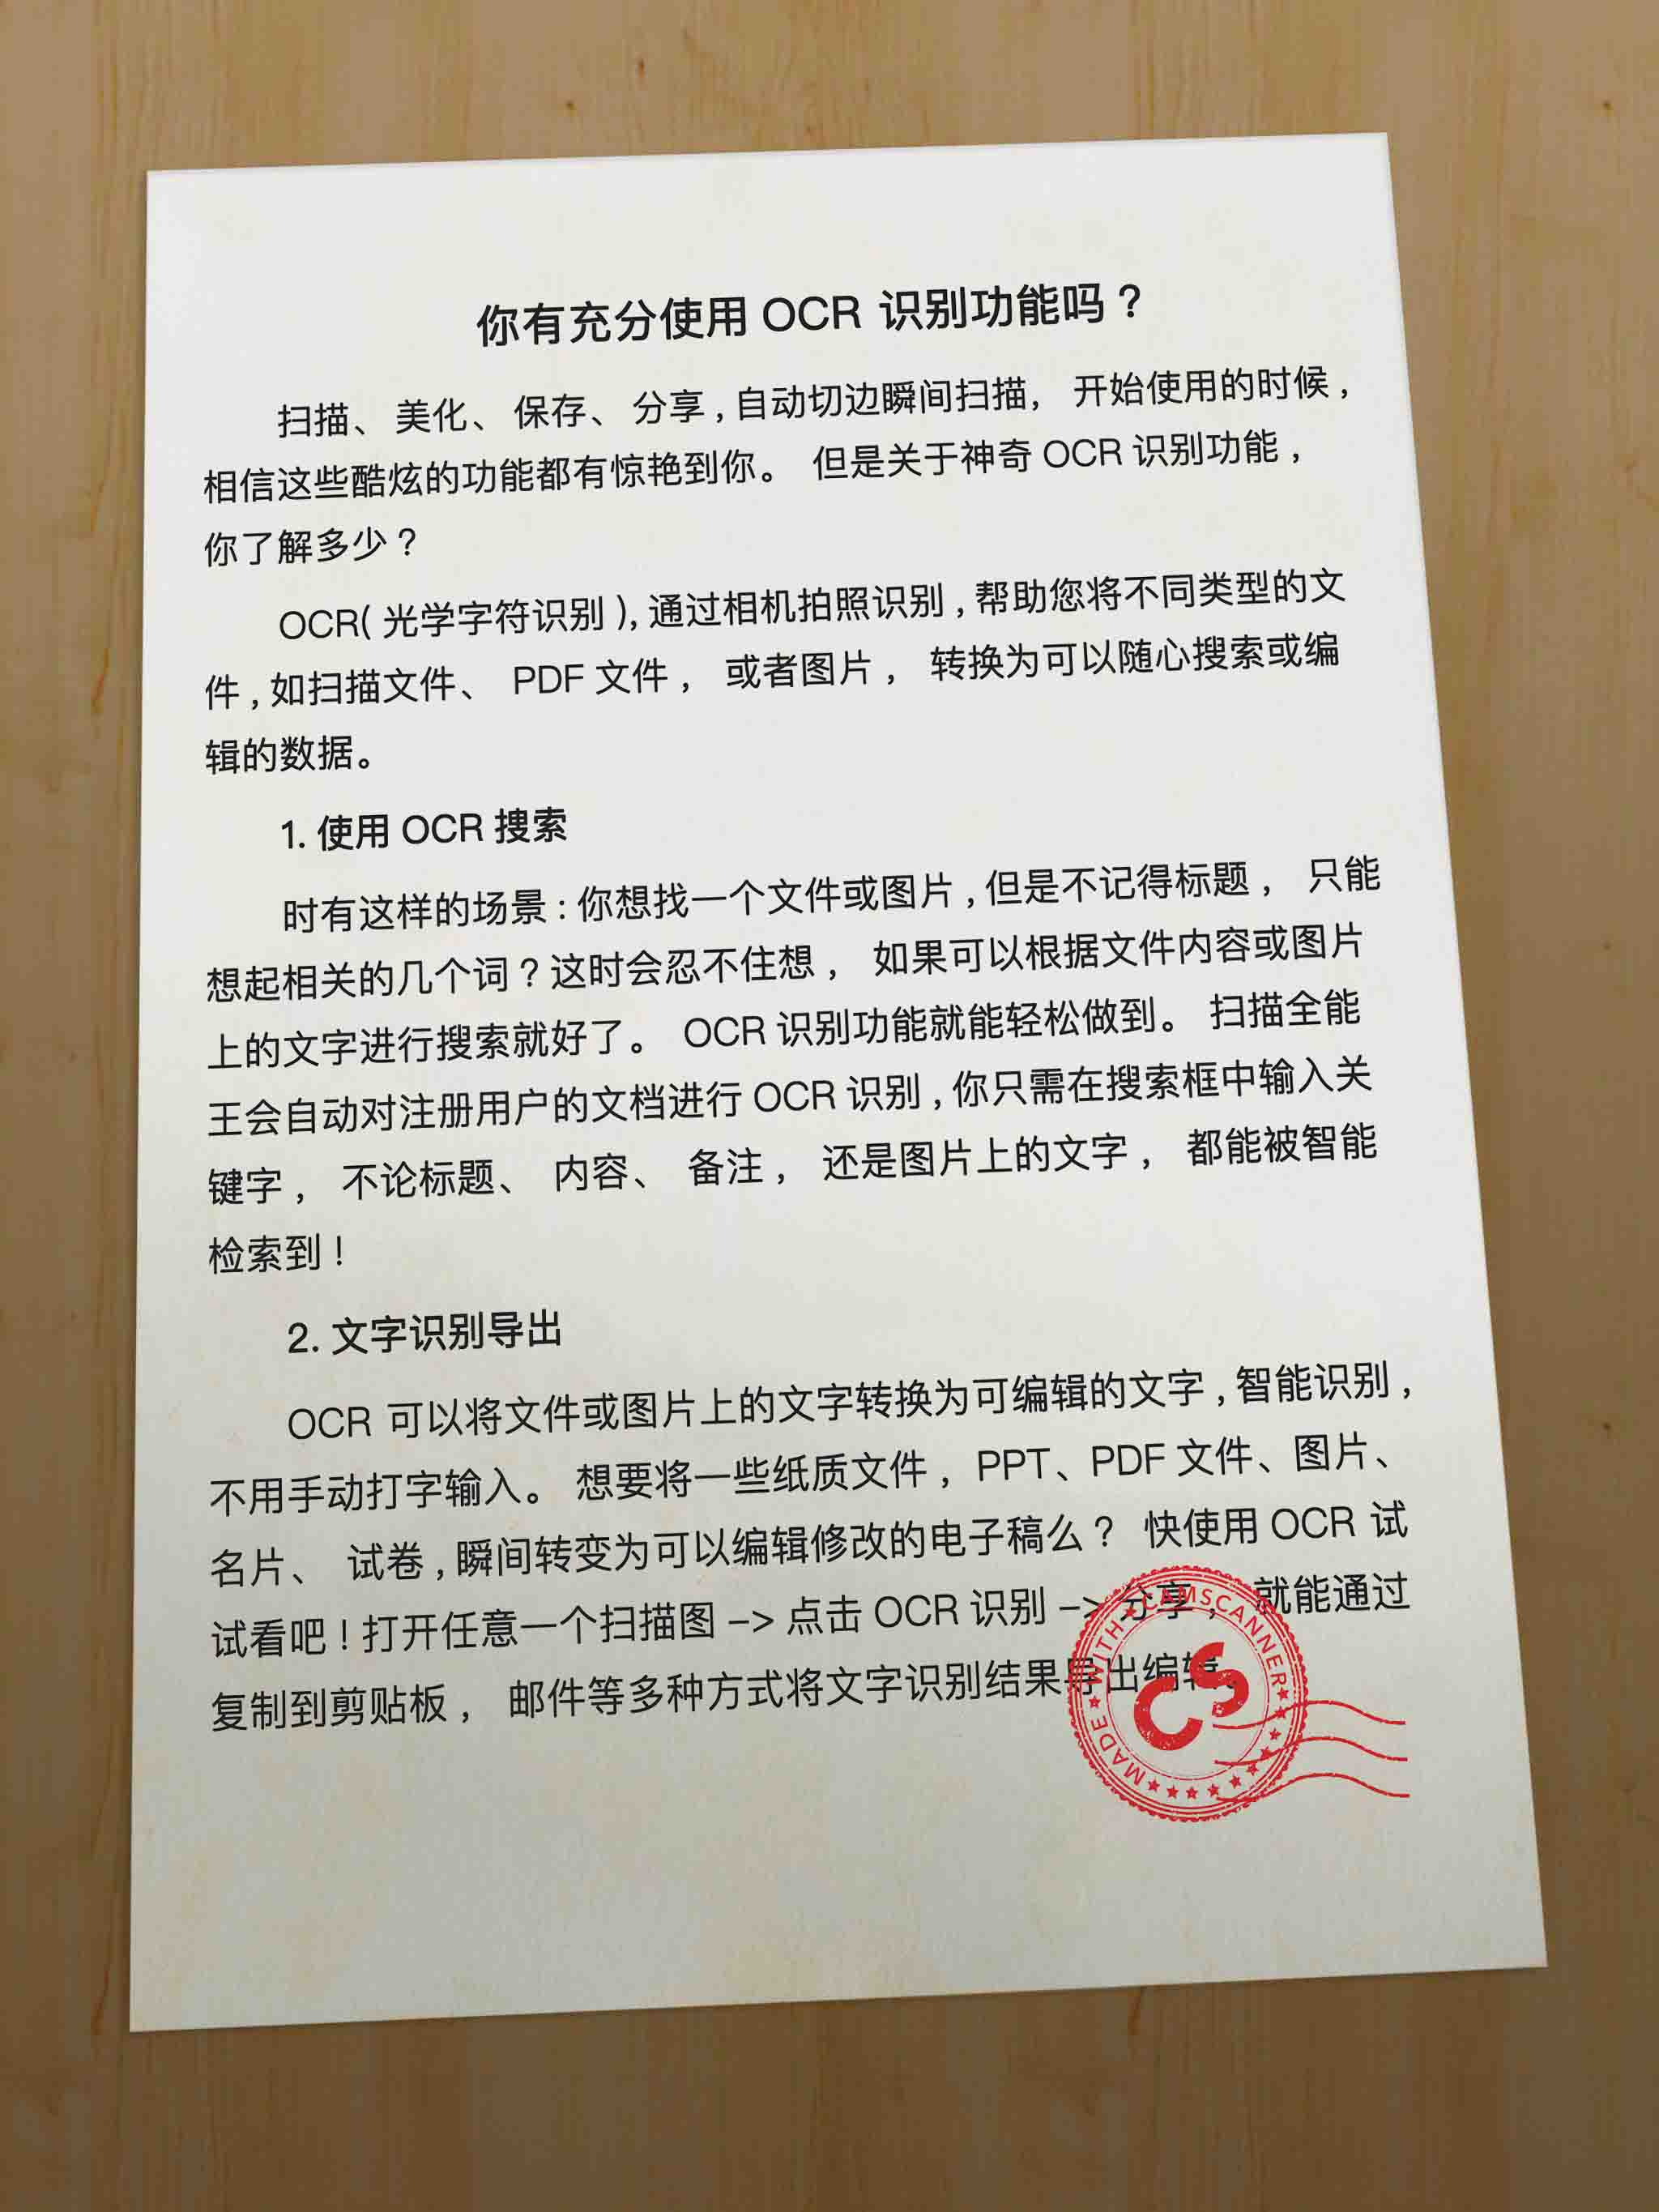 你有充分使用 OCR 识别功能吗？
扫描、美化、保存、分享,自动切边瞬间扫描， 开始使用的时候，
相信这些酷炫的功能都有惊艳到你。 但是关于神奇 OCR 识别功能，
你了解多少？
OCR( 光学字符识别 ), 通过相机拍照识别 , 帮助您将不同类型的文
件 , 如扫描文件、 PDF 文件， 或者图片， 转换为可以随心搜索或编
辑的数据。
1. 使用 OCR 搜索
时有这样的场景 : 你想找一个文件或图片 , 但是不记得标题， 只能
想起相关的几个词？这时会忍不住想， 如果可以根据文件内容或图片
上的文字进行搜索就好了。 OCR 识别功能就能轻松做到。 扫描全能
王会自动对注册用户的文档进行 OCR 识别 , 你只需在搜索框中输入关
键字， 不论标题、 内容、 备注， 还是图片上的文字， 都能被智能
检索到！
2. 文字识别导出
OCR 可以将文件或图片上的文字转换为可编辑的文字 , 智能识别，
不用手动打字输入。 想要将一些纸质文件，PPT、PDF 文件、图片、
名片、 试卷 , 瞬间转变为可以编辑修改的电子稿么？ 快使用 OCR 试
试看吧！打开任意一个扫描图 –> 点击 OCR 识别 –> 分享， 就能通过
复制到剪贴板， 邮件等多种方式将文字识别结果导出编辑。
MADE ★ WITH ★ CAMSCANNER
CS